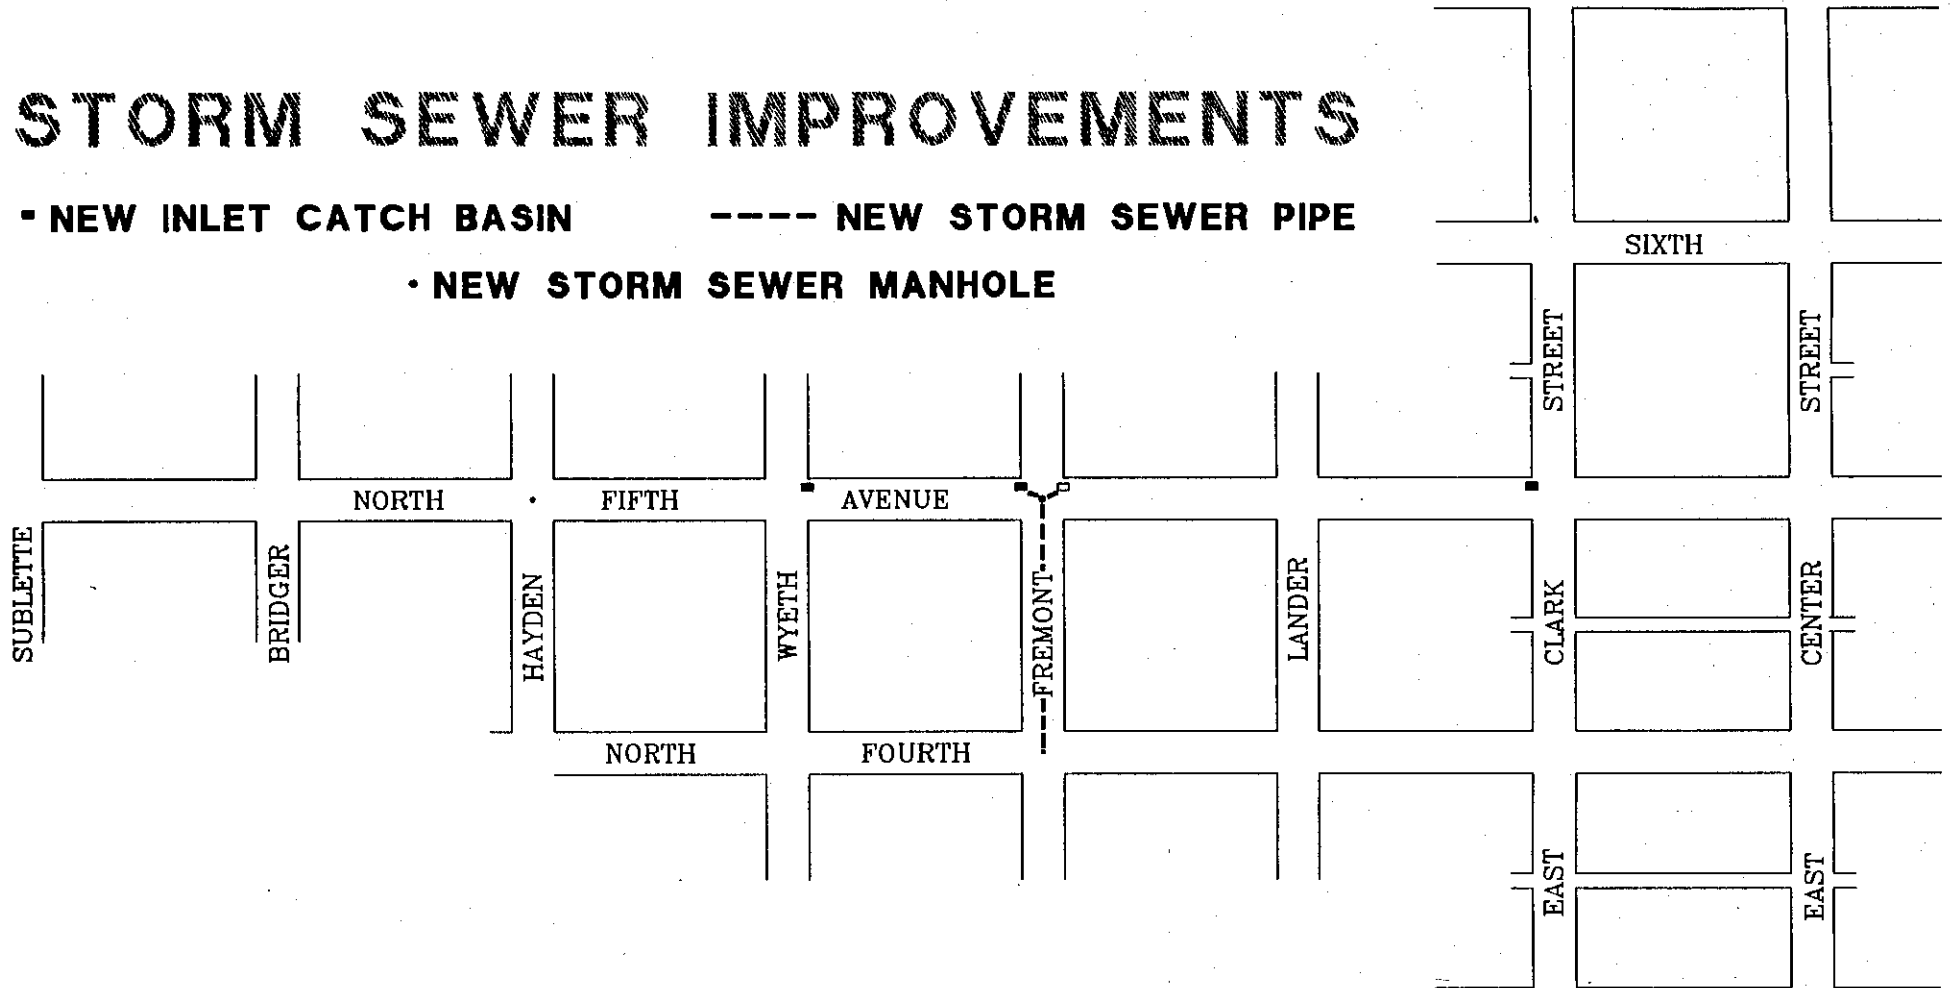 STORM SEWER IMPROVEMENTS
NEW INLET CATCH BASIN
NEW STORM SEWER PIPE
NEW STORM SEWER MANHOLE
SIXTH
STREET
STREET
NORTH FIFTH AVENUE
SUBLETTE
BRIDGER
HAYDEN
WYETH
FREMONT
LANDER
CLARK
CENTER
NORTH FOURTH
EAST
EAST